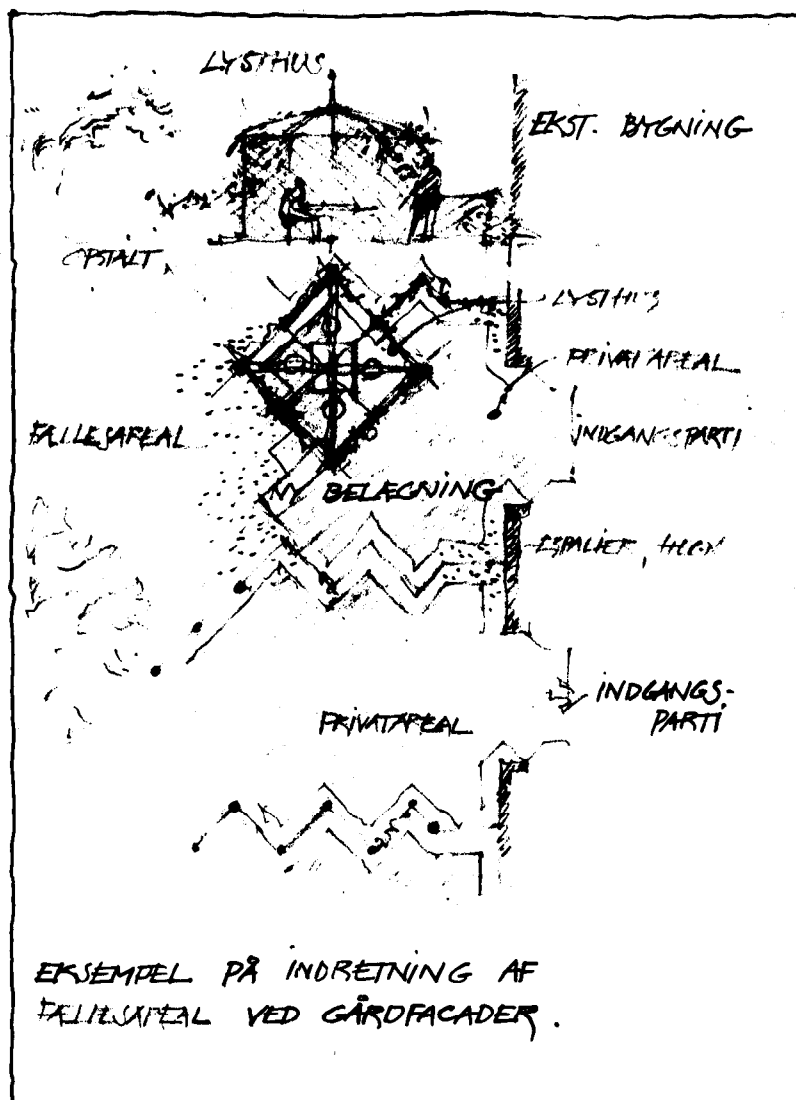 LYSTHUS
EKST. BYGNING
OPSTALT,
LYSTHUS
PRIVATAREAL
FÆLLESAREAL
INDGANGSPARTI
NY BELÆGNING
ESPALIER,
INDGANGS-
PARTI
PRIVATAREAL
EKSEMPEL PÅ INDRETNING AF
FÆLLESAREAL VED GÅRDFACADER.